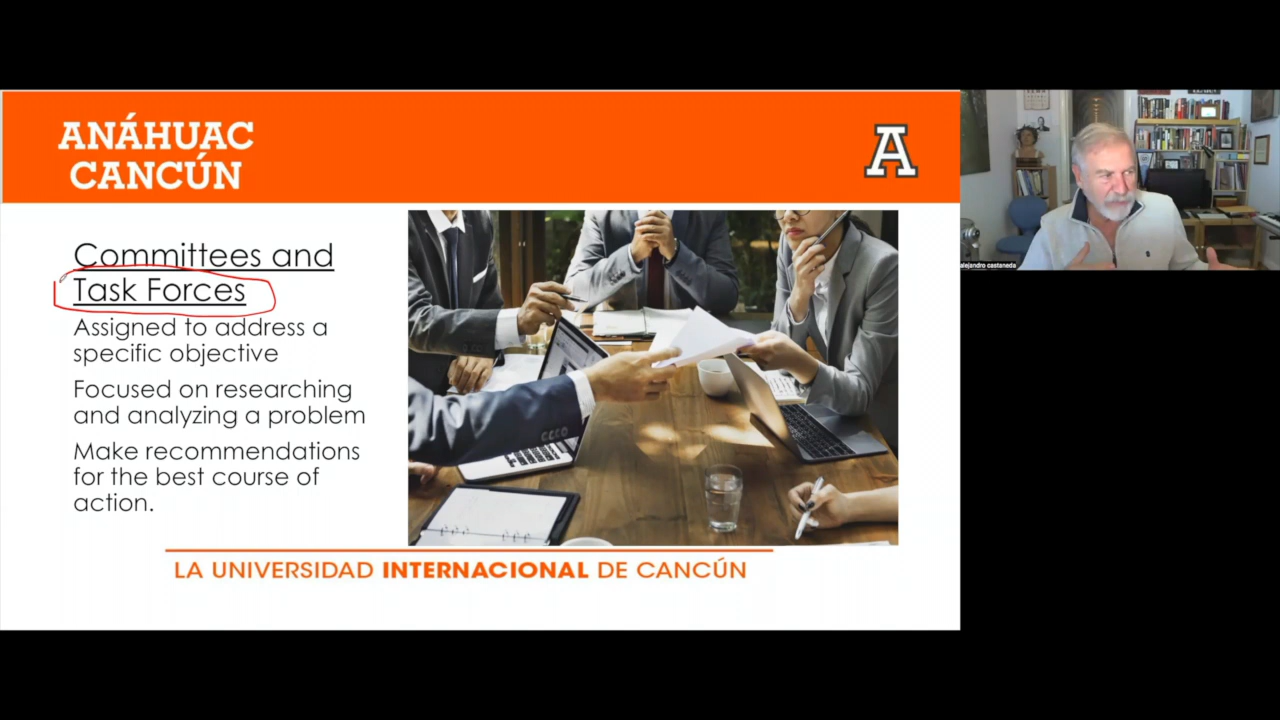 ANÁHUAC
CANCÚN
A
Committees and
Task Forces
Assigned to address a
specific objective
Focused on researching
and analyzing a problem
Make recommendations
for the best course of
action.
LA UNIVERSIDAD INTERNACIONAL DE CANCÚN
alejandro castaneda